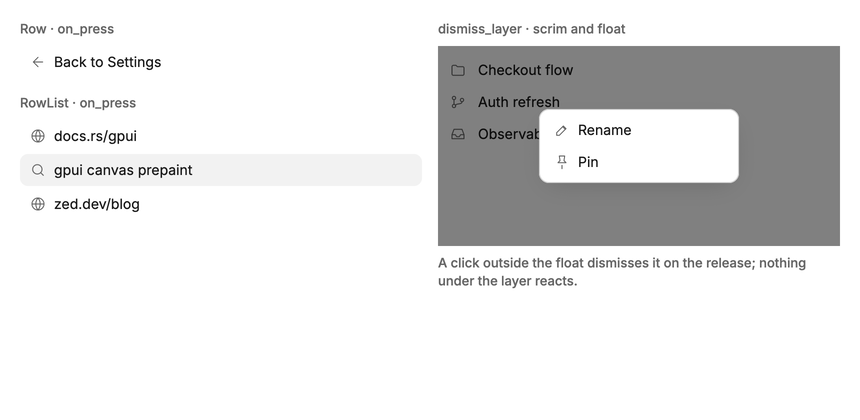 Row · on_press
Back to Settings
RowList · on_press
docs.rs/gpui
gpui canvas prepaint
zed.dev/blog
dismiss_layer · scrim and float
Checkout flow
Auth refresh
Observab
Rename
Pin
A click outside the float dismisses it on the release; nothing
under the layer reacts.